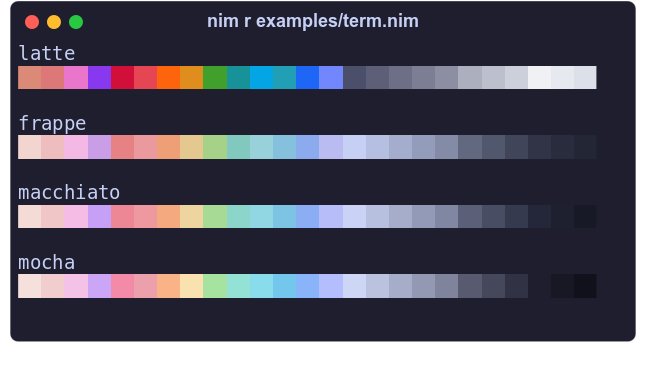 nim r examples/term.nim
latte
frappe
macchiato
mocha